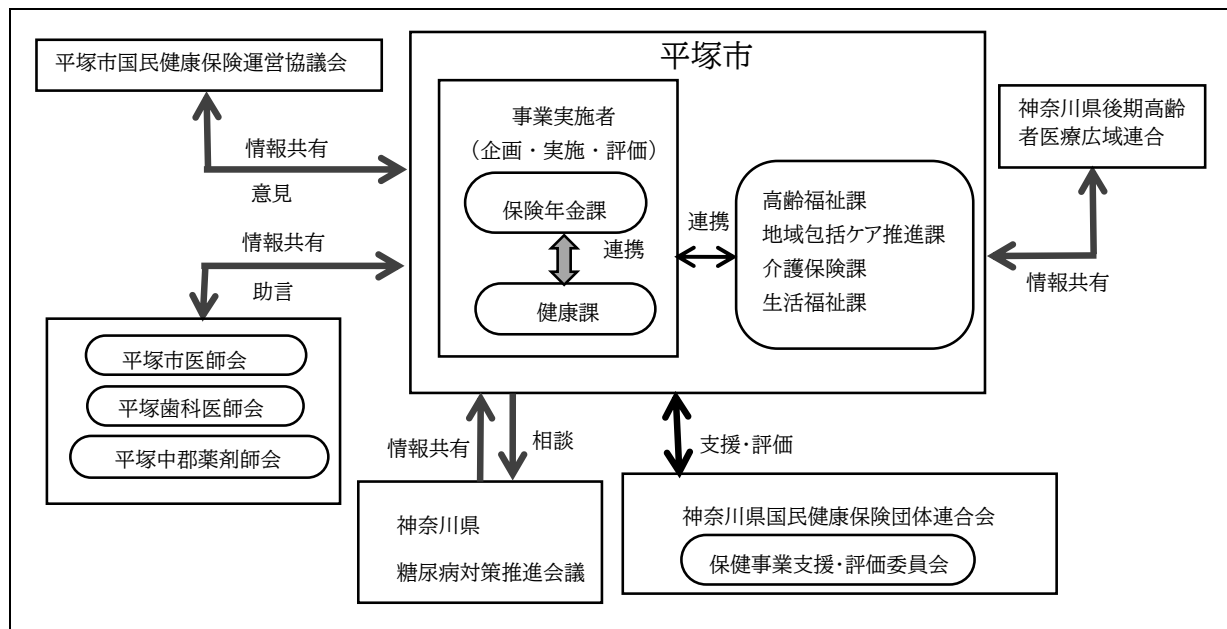 平塚市
平塚市国民健康保険運営協議会
情報共有
意見
事業実施者
（企画・実施・評価）
保険年金課
連携
健康課
連携
高齢福祉課
地域包括ケア推進課
介護保険課
生活福祉課
神奈川県後期高齢
者医療広域連合
情報共有
情報共有
助言
平塚市医師会
平塚歯科医師会
平塚中郡薬剤師会
情報共有
相談
神奈川県
糖尿病対策推進会議
支援・評価
神奈川県国民健康保険団体連合会
保健事業支援・評価委員会